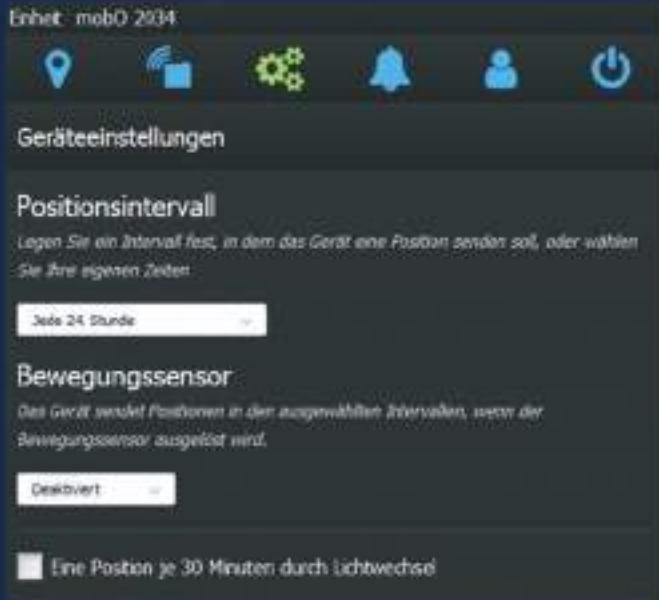 Einheit mobO 2034
Geräteeinstellungen
Positionsintervall
Legen Sie ein Intervall fest, in dem das Gerät eine Position senden soll, oder wählen
Sie Ihre eigenen Zeiten
Jede 24 Stunde
Bewegungssensor
Das Gerät sendet Positionen in den ausgewählten Intervallen, wenn der
Bewegungssensor ausgelöst wird.
Deaktiviert
Eine Position je 30 Minuten durch Lichtwechsel